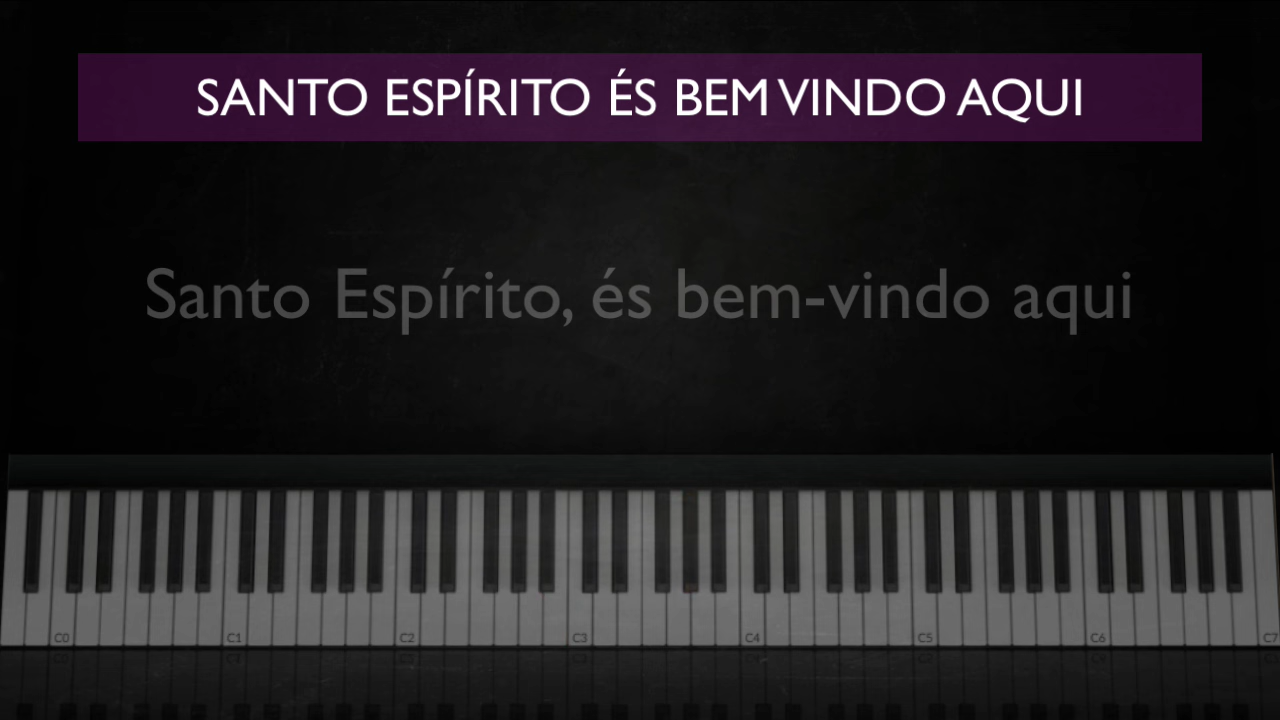 SANTO ESPÍRITO ÉS BEM VINDO AQUI
Santo Espírito, és bem-vindo aqui
C0 C1 C2 C3 C4 C5 C6 C7